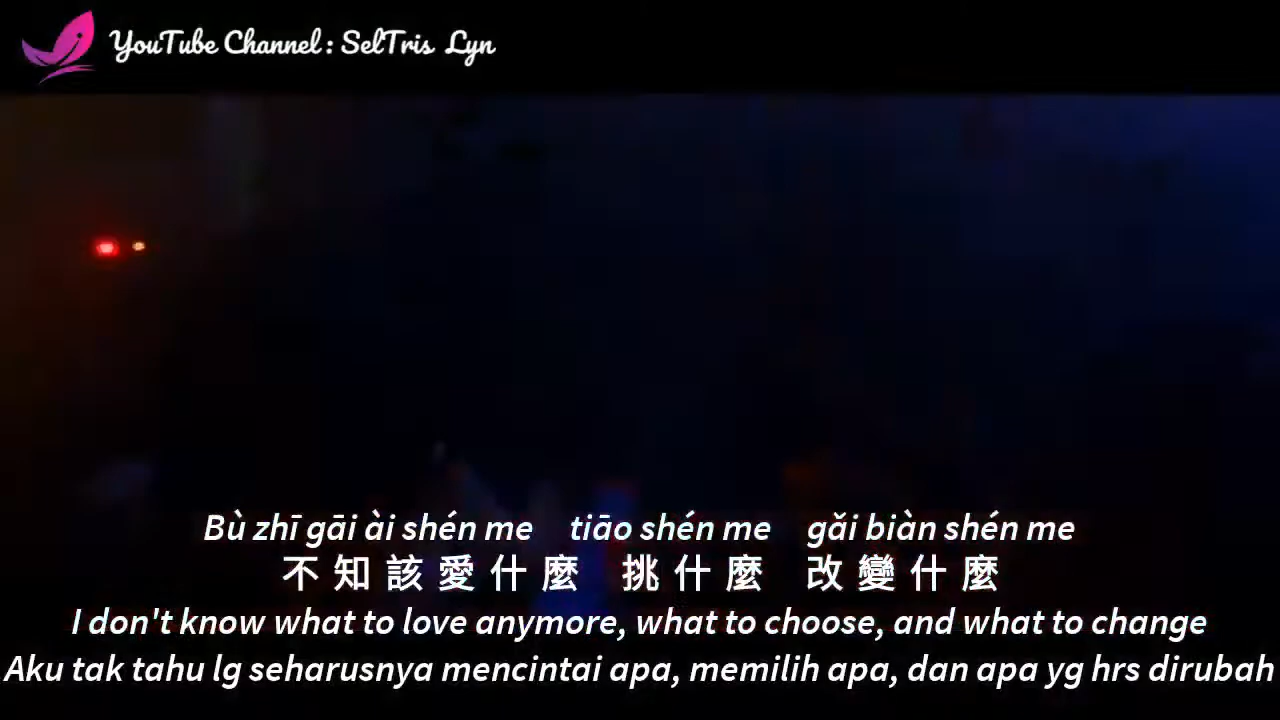 YouTube Channel : SelTris Lyn
Bù zhī gāi ài shén me tiāo shén me gǎi biàn shén me
不知該愛什麼 挑什麼 改變什麼
I don't know what to love anymore, what to choose, and what to change
Aku tak tahu lg seharusnya mencintai apa, memilih apa, dan apa yg hrs dirubah